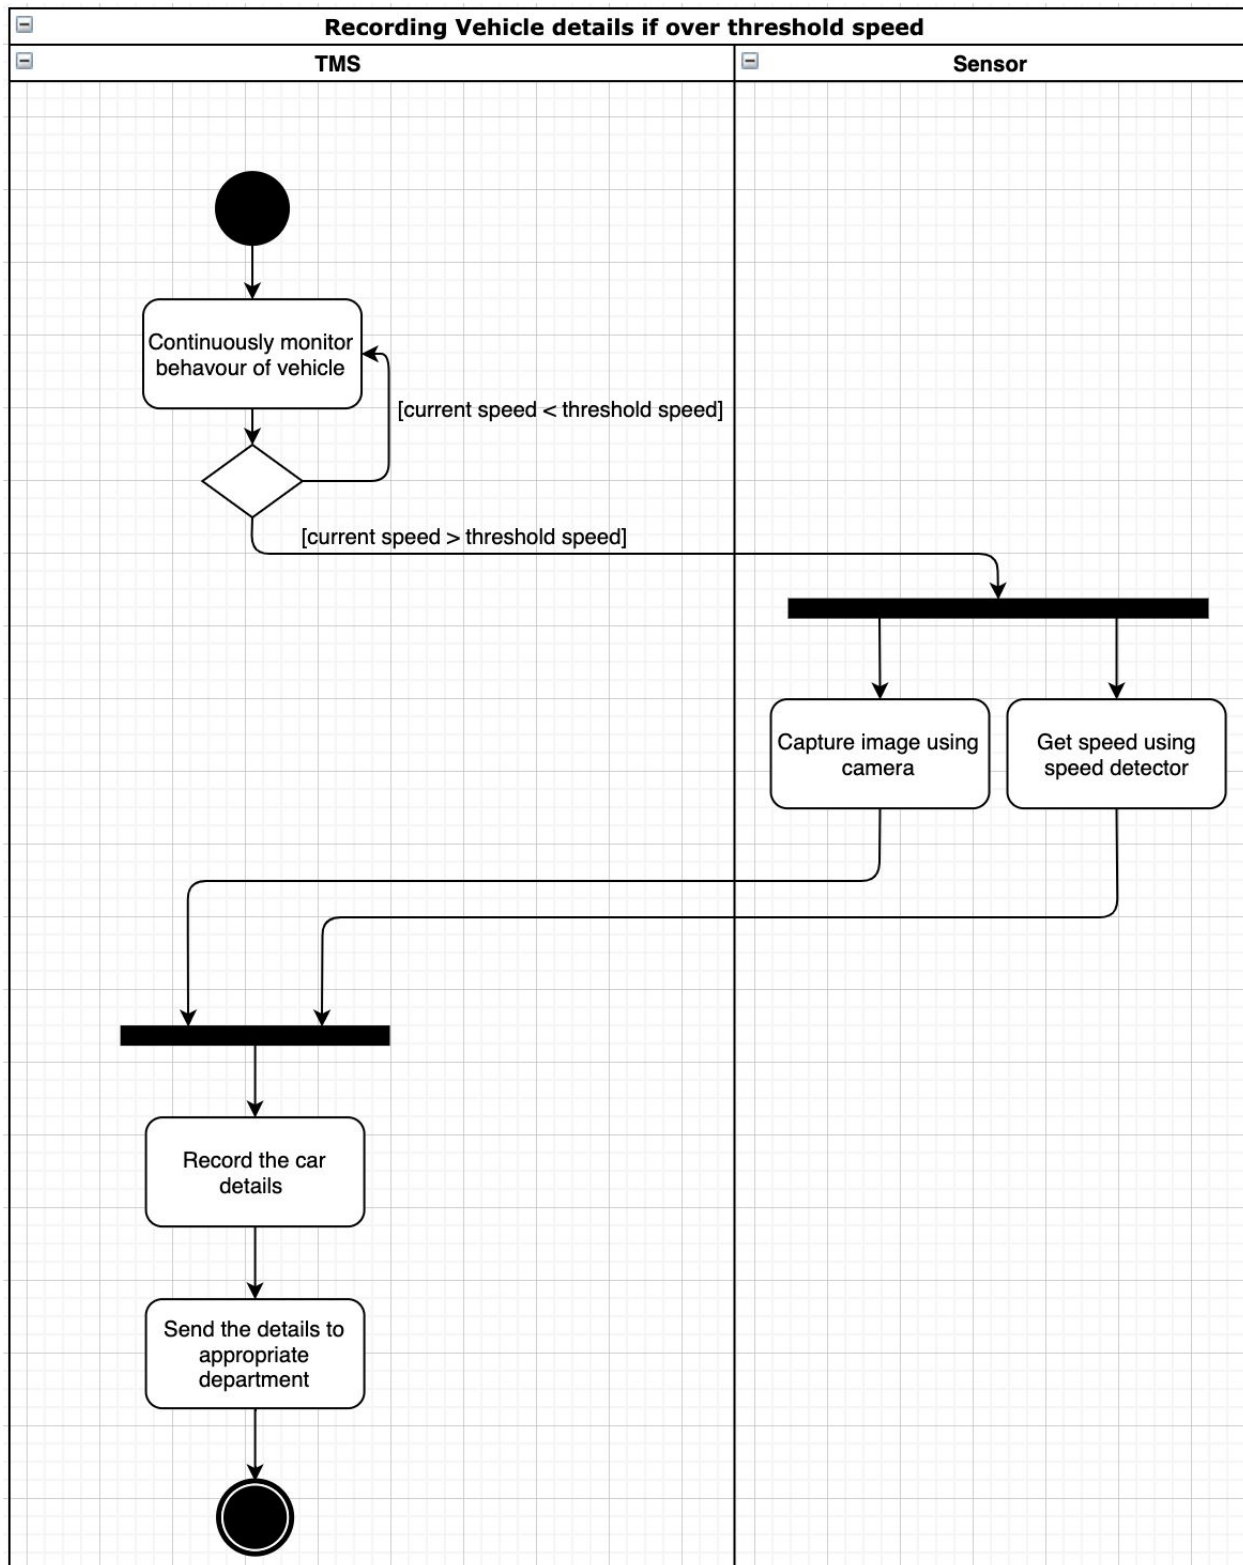 Recording Vehicle details if over threshold speed
TMS
Sensor
Continuously monitor
behavour of vehicle
[current speed < threshold speed]
[current speed > threshold speed]
Capture image using
camera
Get speed using
speed detector
Record the car
details
Send the details to
appropriate
department